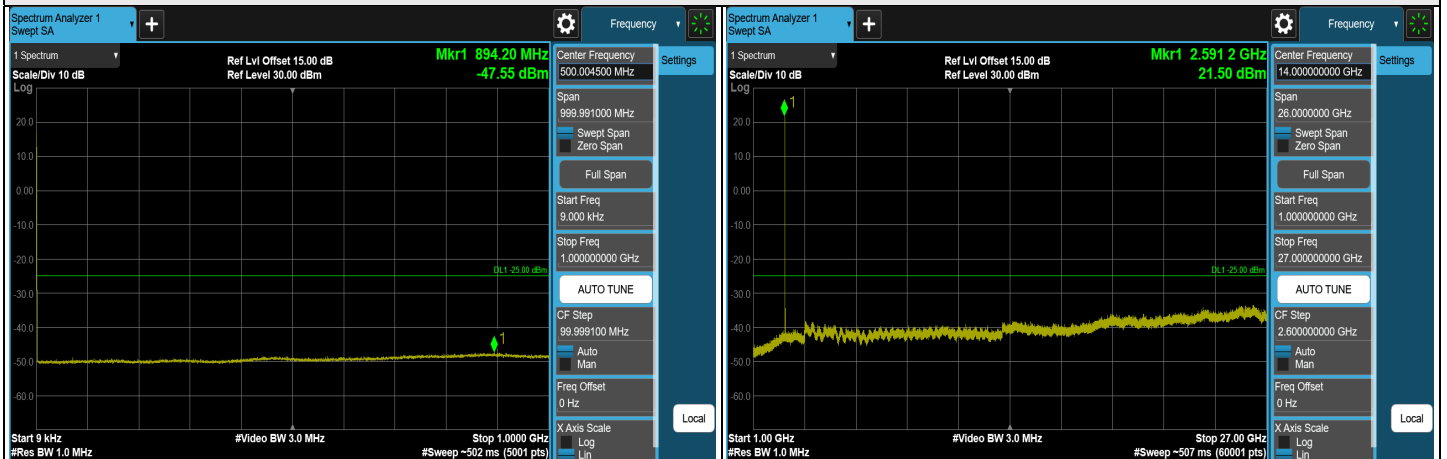 Spectrum Analyzer 1
Swept SA
+
Frequency
1 Spectrum
Scale/Div 10 dB
Log
Ref Lvl Offset 15.00 dB
Ref Level 30.00 dBm
Mkr1 894.20 MHz
-47.55 dBm
1
DL1 -25.00 dBm
20.0
10.0
0.00
-10.0
-20.0
-30.0
-40.0
-50.0
-60.0
Start 9 kHz
#Res BW 1.0 MHz
#Video BW 3.0 MHz
Stop 1.0000 GHz
#Sweep ~502 ms (5001 pts)
Center Frequency
500.004500 MHz
Span
999.991000 MHz
Swept Span
Zero Span
Full Span
Start Freq
9.000 kHz
Stop Freq
1.000000000 GHz
AUTO TUNE
CF Step
99.999100 MHz
Auto
Man
Freq Offset
0 Hz
X Axis Scale
Log
Lin
Settings
Local
Spectrum Analyzer 1
Swept SA
+
Frequency
1 Spectrum
Scale/Div 10 dB
Log
Ref Lvl Offset 15.00 dB
Ref Level 30.00 dBm
Mkr1 2.591 2 GHz
21.50 dBm
1
DL1 -25.00 dBm
20.0
10.0
0.00
-10.0
-20.0
-30.0
-40.0
-50.0
-60.0
Start 1.00 GHz
#Res BW 1.0 MHz
#Video BW 3.0 MHz
Stop 27.00 GHz
#Sweep ~507 ms (60001 pts)
Center Frequency
14.000000000 GHz
Span
26.0000000 GHz
Swept Span
Zero Span
Full Span
Start Freq
1.000000000 GHz
Stop Freq
27.000000000 GHz
AUTO TUNE
CF Step
2.600000000 GHz
Auto
Man
Freq Offset
0 Hz
X Axis Scale
Log
Lin
Settings
Local